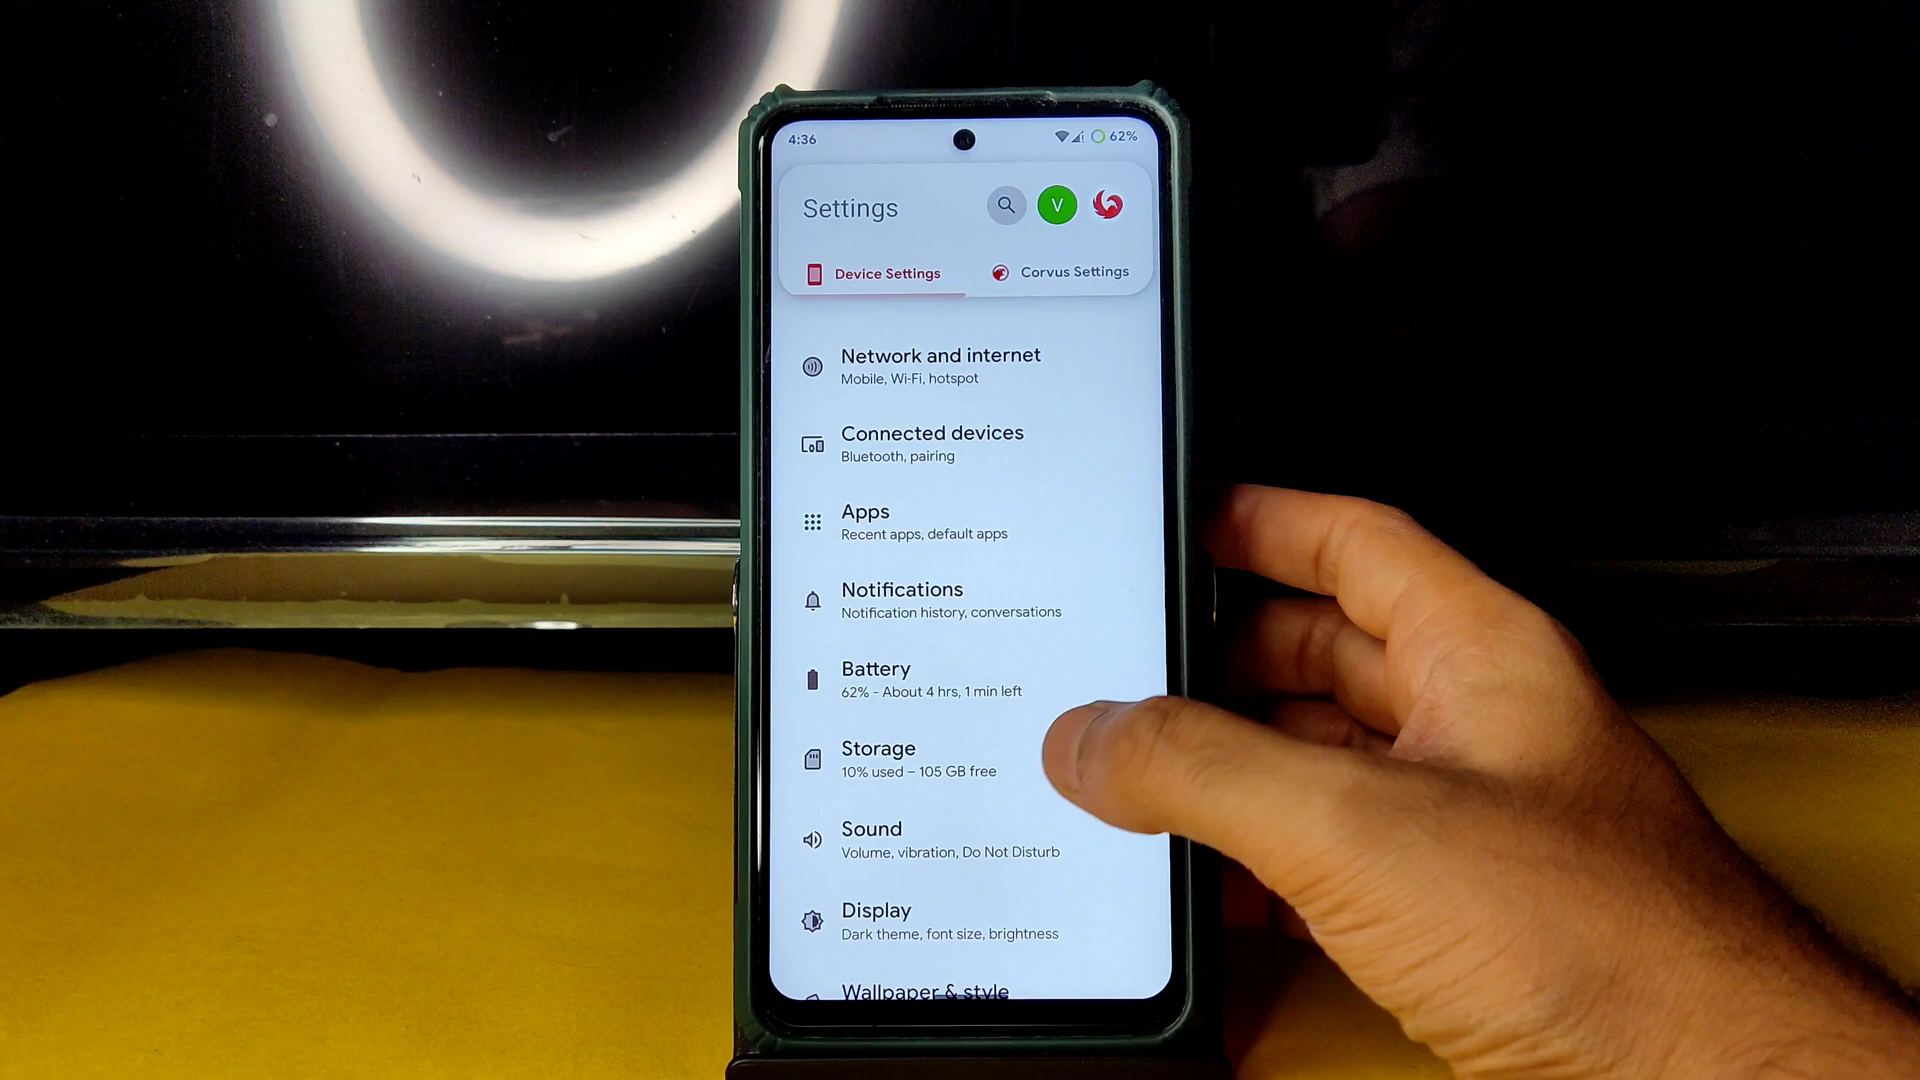 4:36
62%
Settings
V
Device Settings
Corvus Settings
Network and internet
Mobile, Wi-Fi, hotspot
Connected devices
Bluetooth, pairing
Apps
Recent apps, default apps
Notifications
Notification history, conversations
Battery
62% - About 4 hrs, 1 min left
Storage
10% used – 105 GB free
Sound
Volume, vibration, Do Not Disturb
Display
Dark theme, font size, brightness
Wallpaper & style